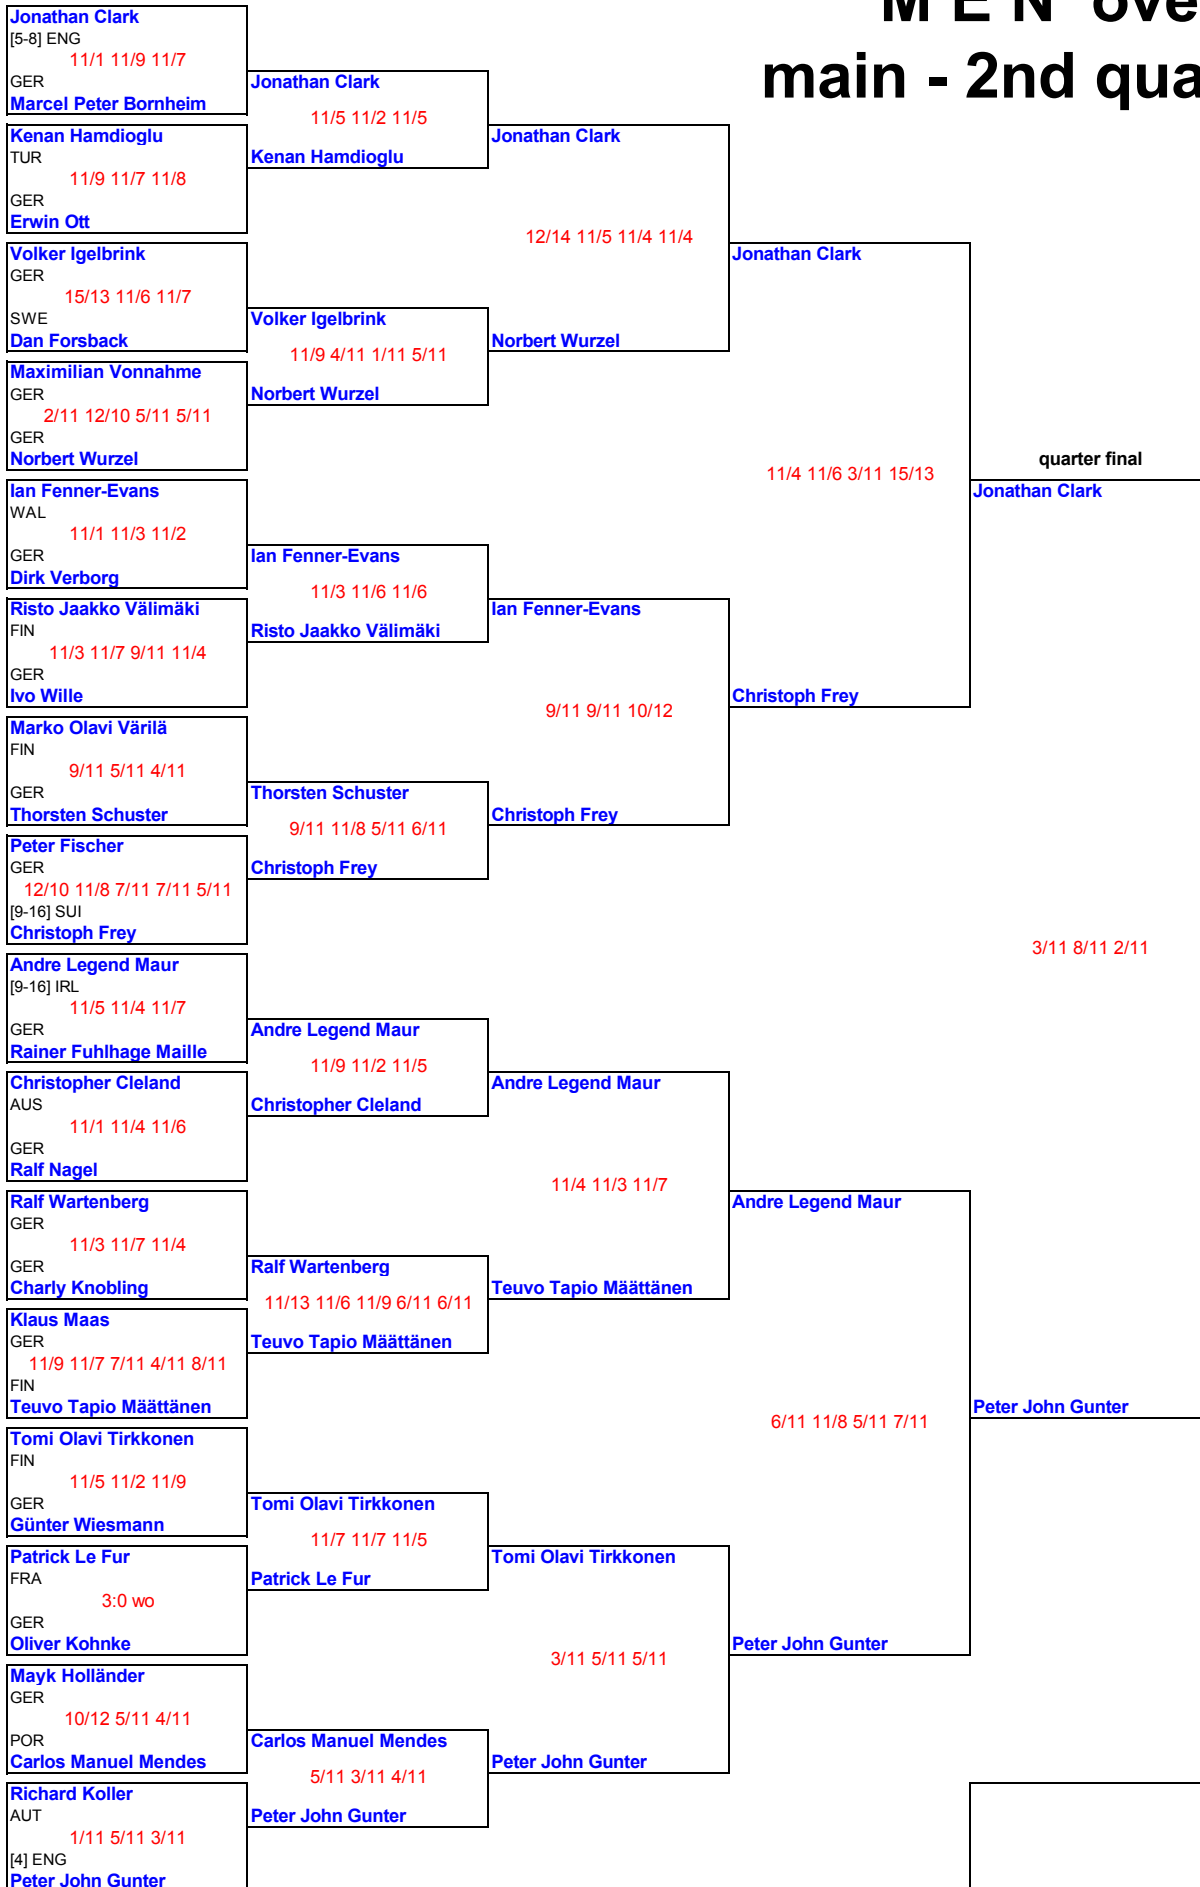 M E N ove
main - 2nd qua
Jonathan Clark
[5-8] ENG
11/1 11/9 11/7
GER
Marcel Peter Bornheim
Kenan Hamdioglu
TUR
11/9 11/7 11/8
GER
Erwin Ott
Volker Igelbrink
GER
15/13 11/6 11/7
SWE
Dan Forsback
Maximilian Vonnahme
GER
2/11 12/10 5/11 5/11
GER
Norbert Wurzel
Ian Fenner-Evans
WAL
11/1 11/3 11/2
GER
Dirk Verborg
Risto Jaakko Välimäki
FIN
11/3 11/7 9/11 11/4
GER
Ivo Wille
Marko Olavi Värilä
FIN
9/11 5/11 4/11
GER
Thorsten Schuster
Peter Fischer
GER
12/10 11/8 7/11 7/11 5/11
[9-16] SUI
Christoph Frey
Andre Legend Maur
[9-16] IRL
11/5 11/4 11/7
GER
Rainer Fuhlhage Maille
Christopher Cleland
AUS
11/1 11/4 11/6
GER
Ralf Nagel
Ralf Wartenberg
GER
11/3 11/7 11/4
GER
Charly Knobling
Klaus Maas
GER
11/9 11/7 7/11 4/11 8/11
FIN
Teuvo Tapio Määttänen
Tomi Olavi Tirkkonen
FIN
11/5 11/2 11/9
GER
Günter Wiesmann
Patrick Le Fur
FRA
3:0 wo
GER
Oliver Kohnke
Mayk Holländer
GER
10/12 5/11 4/11
POR
Carlos Manuel Mendes
Richard Koller
AUT
1/11 5/11 3/11
[4] ENG
Peter John Gunter
Jonathan Clark
11/5 11/2 11/5
Kenan Hamdioglu
Volker Igelbrink
11/9 4/11 1/11 5/11
Norbert Wurzel
Ian Fenner-Evans
11/3 11/6 11/6
Risto Jaakko Välimäki
Thorsten Schuster
9/11 11/8 5/11 6/11
Christoph Frey
Andre Legend Maur
11/9 11/2 11/5
Christopher Cleland
Ralf Wartenberg
11/13 11/6 11/9 6/11 6/11
Teuvo Tapio Määttänen
Tomi Olavi Tirkkonen
11/7 11/7 11/5
Patrick Le Fur
Carlos Manuel Mendes
5/11 3/11 4/11
Peter John Gunter
Jonathan Clark
12/14 11/5 11/4 11/4
Norbert Wurzel
Ian Fenner-Evans
9/11 9/11 10/12
Christoph Frey
Andre Legend Maur
11/4 11/3 11/7
Teuvo Tapio Määttänen
Tomi Olavi Tirkkonen
3/11 5/11 5/11
Peter John Gunter
Jonathan Clark
11/4 11/6 3/11 15/13
Christoph Frey
Andre Legend Maur
6/11 11/8 5/11 7/11
Peter John Gunter
quarter final
Jonathan Clark
3/11 8/11 2/11
Peter John Gunter